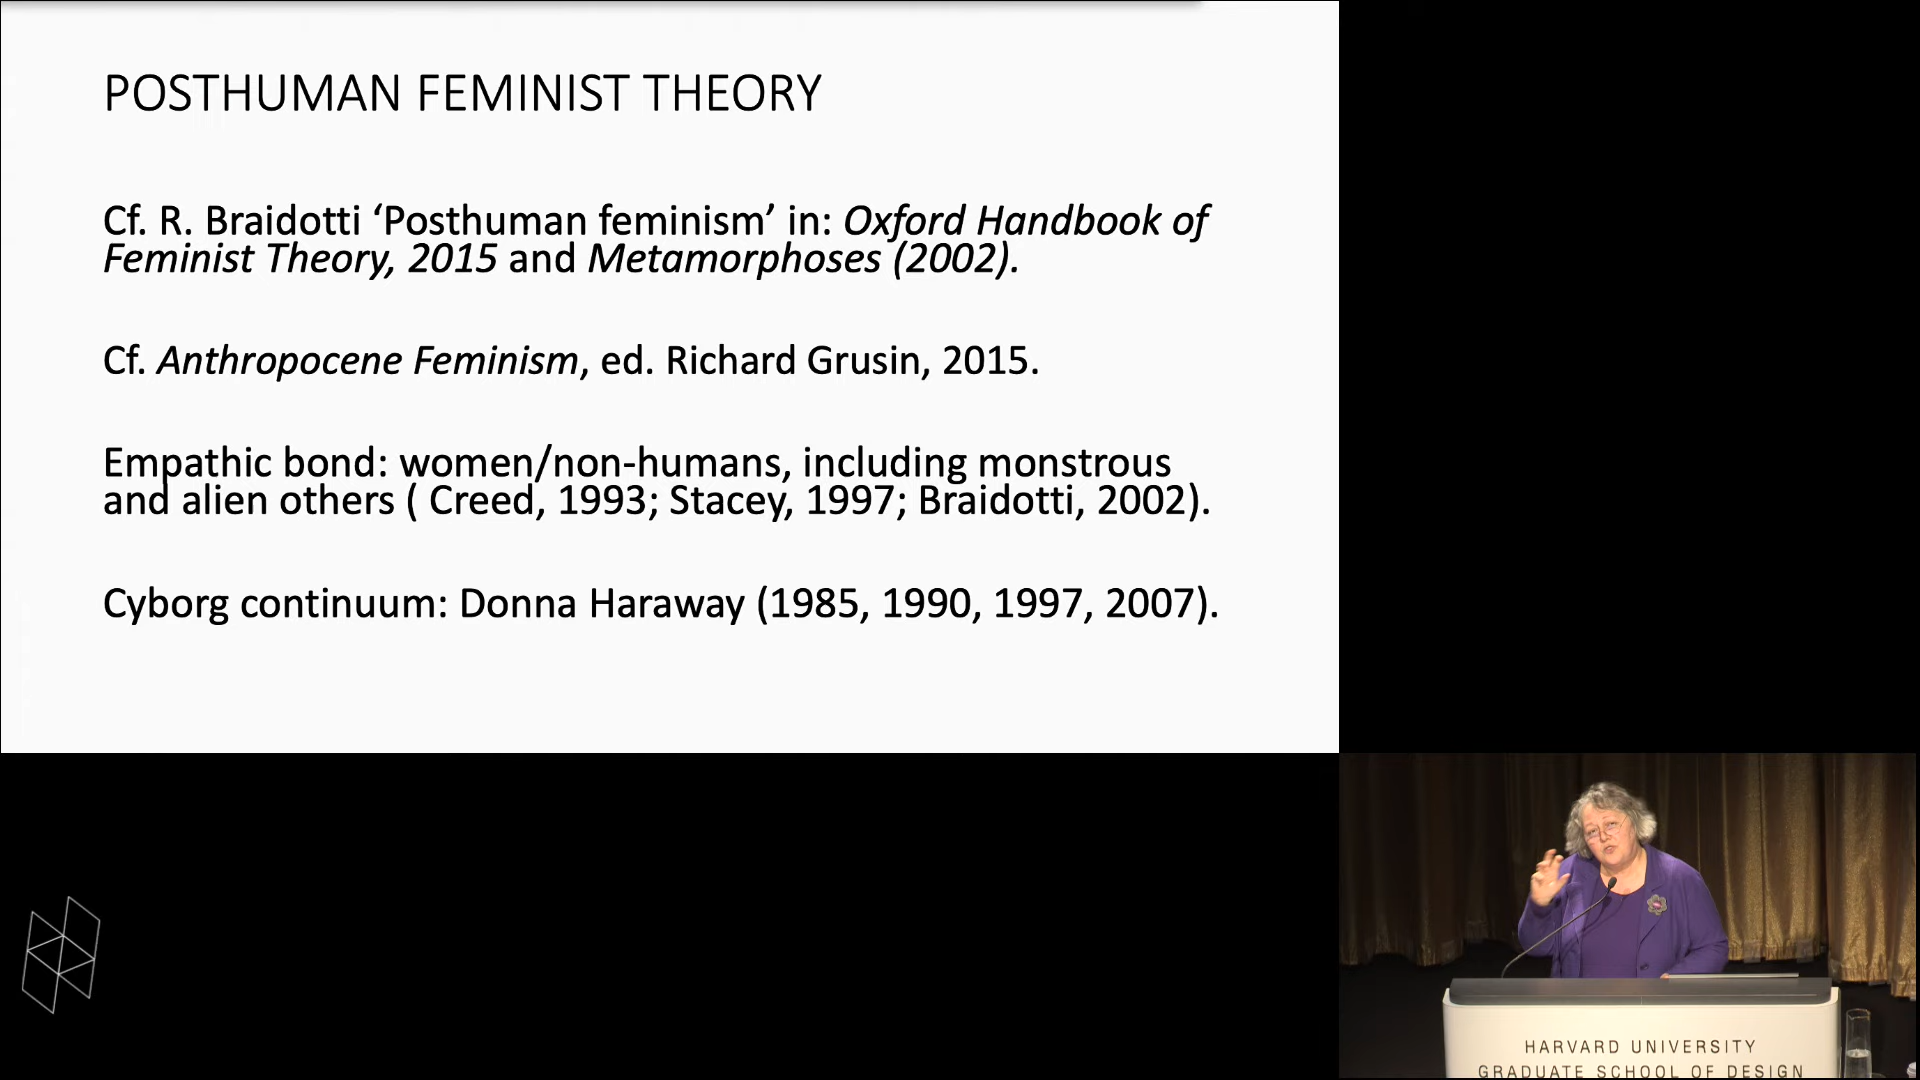 POSTHUMAN FEMINIST THEORY
Cf. R. Braidotti ‘Posthuman feminism’ in: Oxford Handbook of
Feminist Theory, 2015 and Metamorphoses (2002).
Cf. Anthropocene Feminism, ed. Richard Grusin, 2015.
Empathic bond: women/non-humans, including monstrous
and alien others ( Creed, 1993; Stacey, 1997; Braidotti, 2002).
Cyborg continuum: Donna Haraway (1985, 1990, 1997, 2007).
HARVARD UNIVERSITY
GRADUATE SCHOOL OF DESIGN